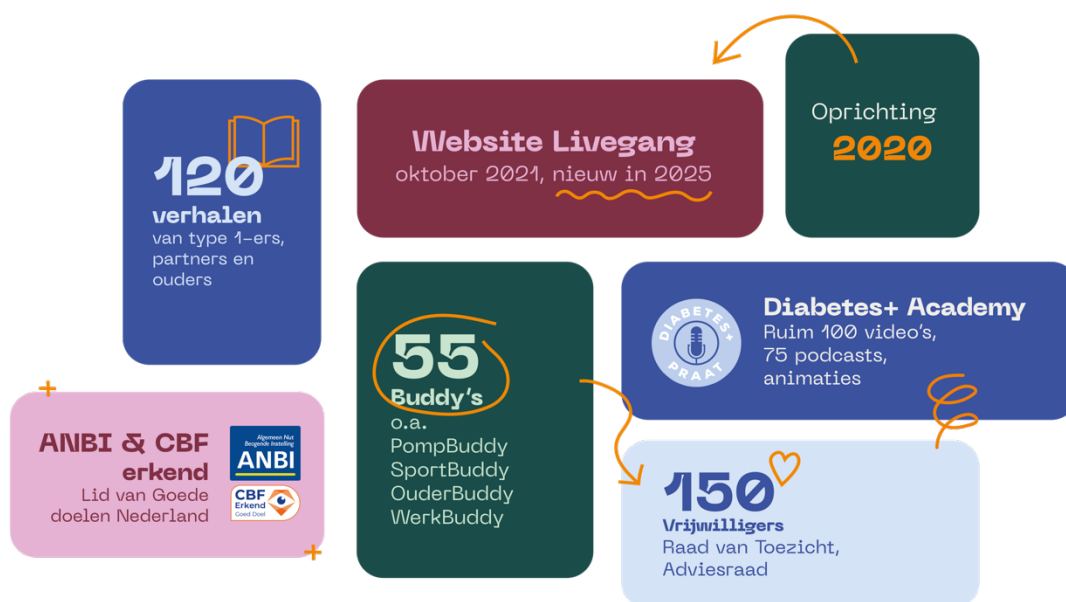 Oprichting
2020
Website Livegang
oktober 2021, nieuw in 2025
120
verhalen
van type 1-ers,
partners en
ouders
55
Buddy's
o.a.
PompBuddy
SportBuddy
OuderBuddy
WerkBuddy
DIABETES+
PRAAT
Diabetes+ Academy
Ruim 100 video's,
75 podcasts,
animaties
ANBI & CBF
erkend
Lid van Goede
doelen Nederland
Algemeen Nut
Beogende Instelling
ANBI
CBF
Erkend
Goed Doel
150
Vrijwilligers
Raad van Toezicht,
Adviesraad